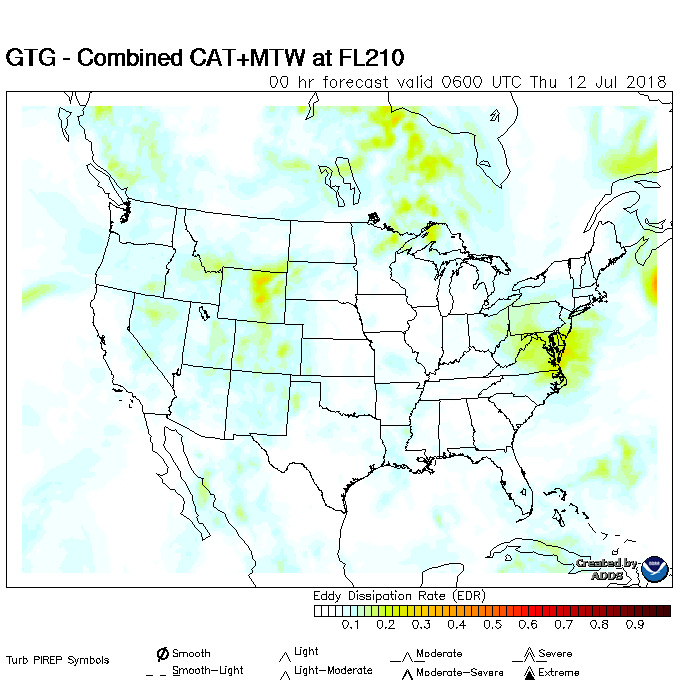 GTG - Combined CAT+MTW at FL210
00 hr forecast valid 0600 UTC Thu 12 Jul 2018
Created by
ADDS
Eddy Dissipation Rate (EDR)
0.1 0.2 0.3 0.4 0.5 0.6 0.7 0.8 0.9
Turb PIREP Symbols
Smooth Light Moderate Severe
Smooth-Light Light-Moderate Moderate-Severe Extreme